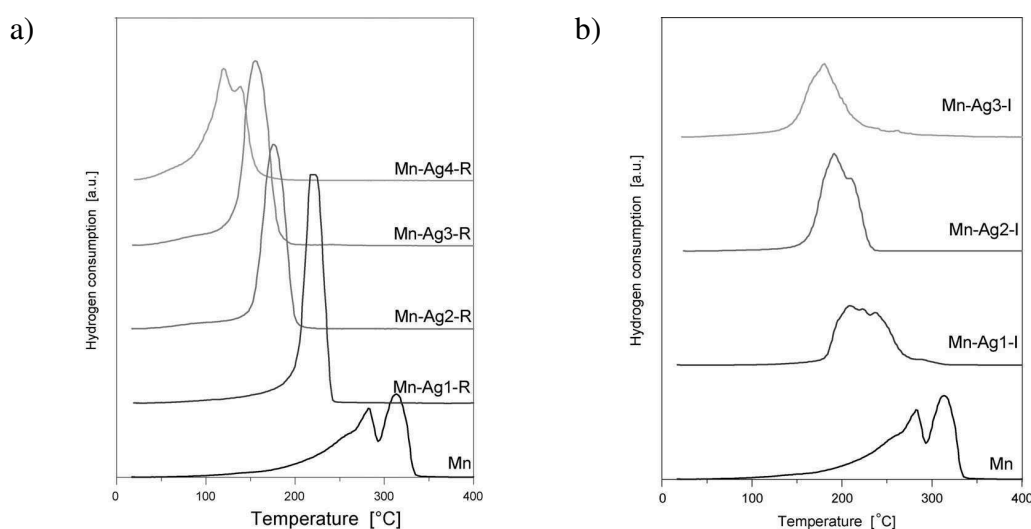 a)
Hydrogen consumption [a.u.]
Mn-Ag4-R
Mn-Ag3-R
Mn-Ag2-R
Mn-Ag1-R
Mn
0 100 200 300 400
Temperature [°C]
b)
Hydrogen consumption [a.u.]
Mn-Ag3-I
Mn-Ag2-I
Mn-Ag1-I
Mn
0 100 200 300 400
Temperature [°C]